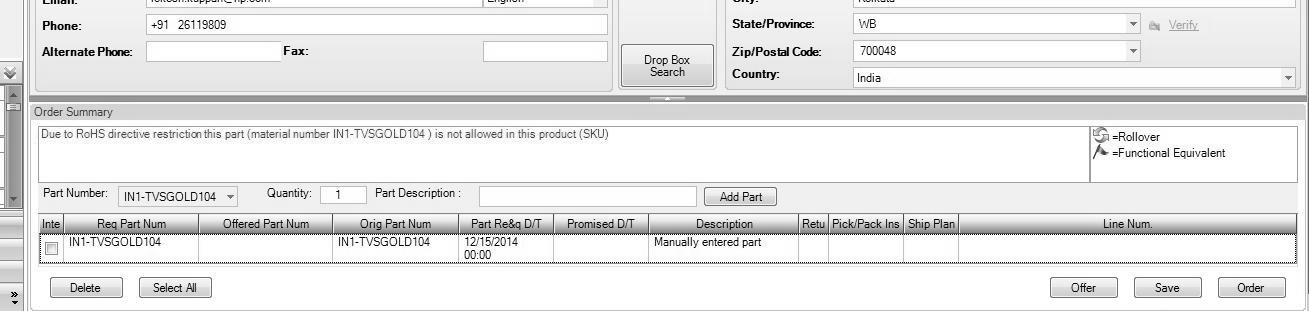 Email:
English
City:
Kolkata
Phone:
+91 26119809
State/Province:
WB
Verify
Alternate Phone:
Fax:
Drop Box
Search
Zip/Postal Code:
700048
Country:
India
Order Summary
Due to RoHS directive restriction this part (material number IN1-TVSGOLD104 ) is not allowed in this product (SKU)
=Rollover
=Functional Equivalent
Part Number:
IN1-TVSGOLD104
Quantity:
1
Part Description :
Add Part
Inte Req Part Num Offered Part Num Orig Part Num Part Re&q D/T Promised D/T Description Retu Pick/Pack Ins Ship Plan Line Num.
IN1-TVSGOLD104 IN1-TVSGOLD104 12/15/2014 Manually entered part
00:00
Delete
Select All
Offer
Save
Order